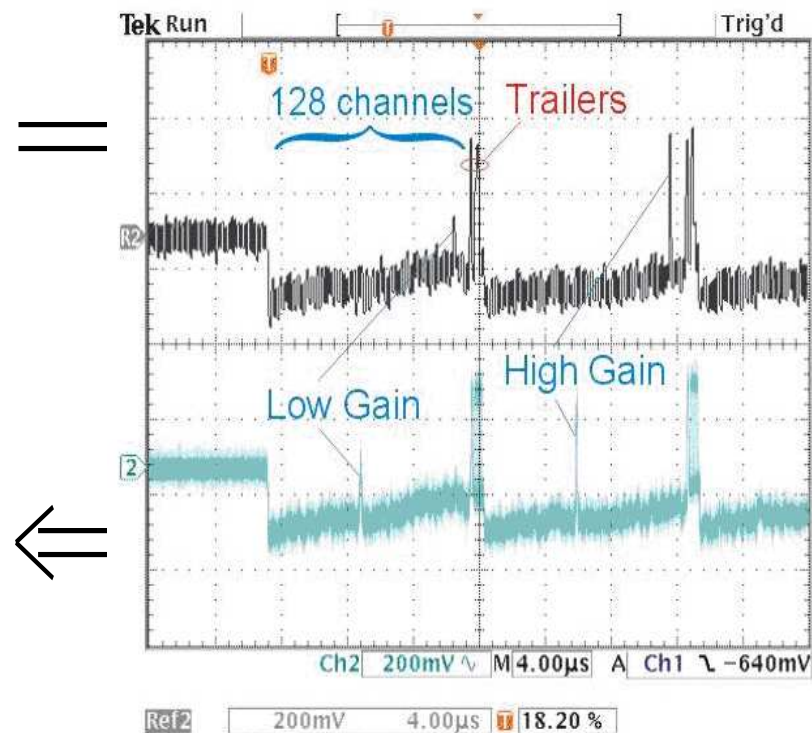 Tek Run Trig'd
T
T
128 channels Trailers
R2
Low Gain High Gain
2
Ch2 200mV ∿ M 4.00µs A Ch1 -640mV
Ref2 200mV 4.00µs T 18.20 %